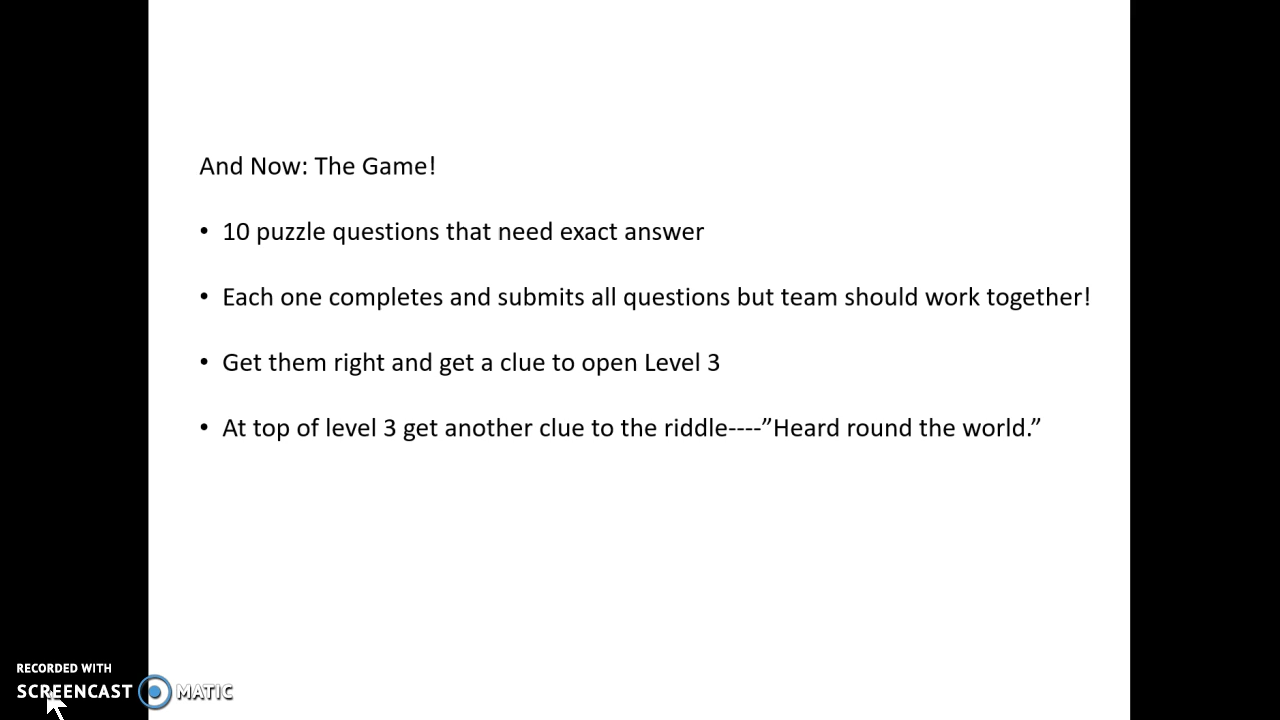 And Now: The Game!
• 10 puzzle questions that need exact answer
• Each one completes and submits all questions but team should work together!
• Get them right and get a clue to open Level 3
• At top of level 3 get another clue to the riddle----”Heard round the world.”
RECORDED WITH
SCREENCAST MATIC